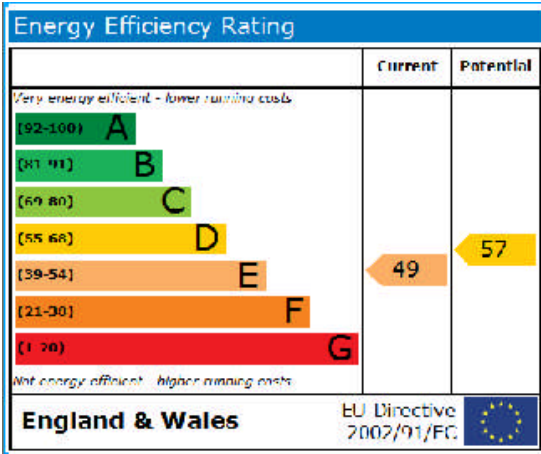 Energy Efficiency Rating
Current Potential
Very energy efficient - lower running costs
(92-100) A
(81-91) B
(69-80) C
(55-68) D
(39-54) E
(21-38) F
(1-20) G
49
57
Not energy efficient - higher running costs
England & Wales
EU Directive
2002/91/EC